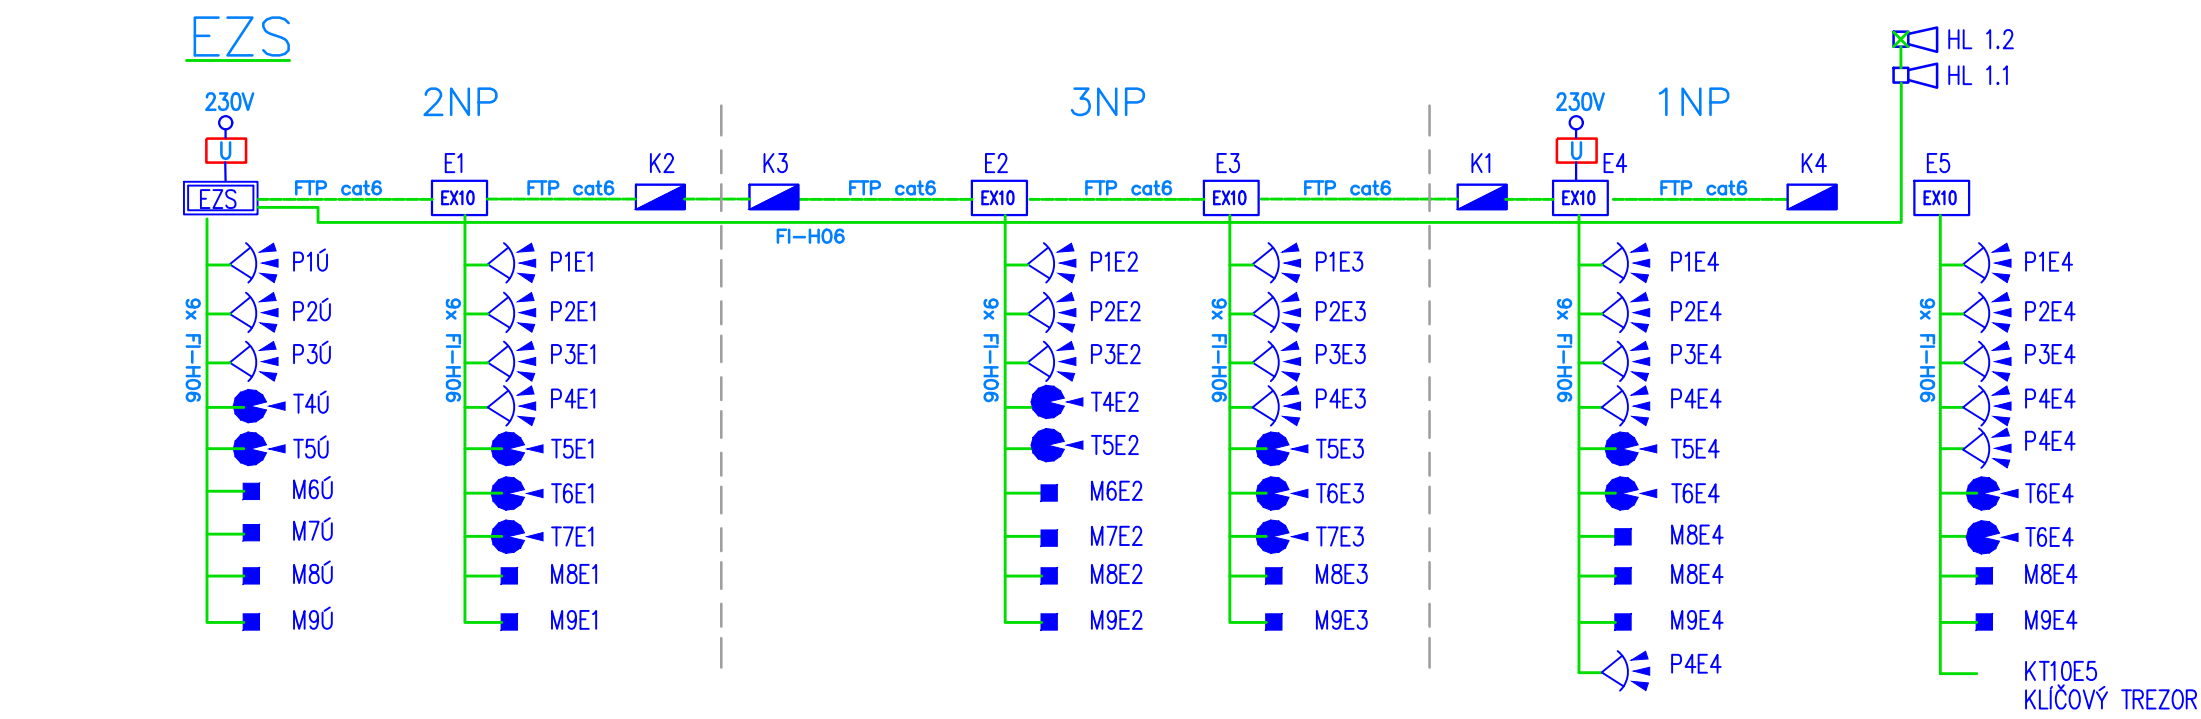 EZS
HL 1.2
HL 1.1
230V
2NP
3NP
230V
1NP
U
E1
K2
K3
E2
E3
K1
U
E4
K4
E5
EZS
FTP cat6
EX10
FTP cat6
FTP cat6
EX10
FTP cat6
EX10
FTP cat6
EX10
FTP cat6
EX10
FI-H06
9x FI-H06
P1Ú
P2Ú
P3Ú
T4Ú
T5Ú
M6Ú
M7Ú
M8Ú
M9Ú
9x FI-H06
P1E1
P2E1
P3E1
P4E1
T5E1
T6E1
T7E1
M8E1
M9E1
9x FI-H06
P1E2
P2E2
P3E2
T4E2
T5E2
M6E2
M7E2
M8E2
M9E2
9x FI-H06
P1E3
P2E3
P3E3
P4E3
T5E3
T6E3
T7E3
M8E3
M9E3
9x FI-H06
P1E4
P2E4
P3E4
P4E4
T5E4
T6E4
M8E4
M8E4
M9E4
P4E4
9x FI-H06
P1E4
P2E4
P3E4
P4E4
P4E4
T6E4
T6E4
M8E4
M9E4
KT10E5
KLÍČOVÝ TREZOR